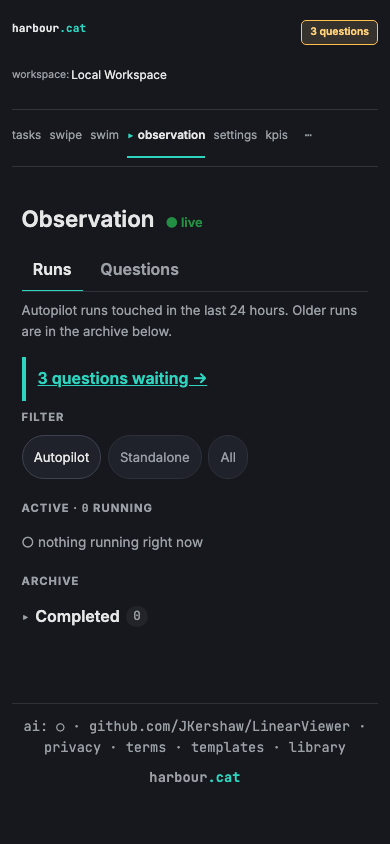 harbour.cat
3 questions
workspace: Local Workspace
tasks swipe swim ▸ observation settings kpis ⋯
Observation ● live
Runs Questions
Autopilot runs touched in the last 24 hours. Older runs
are in the archive below.
3 questions waiting →
FILTER
Autopilot Standalone All
ACTIVE · 0 RUNNING
○ nothing running right now
ARCHIVE
▸ Completed 0
ai: ○ · github.com/JKershaw/LinearViewer ·
privacy · terms · templates · library
harbour.cat